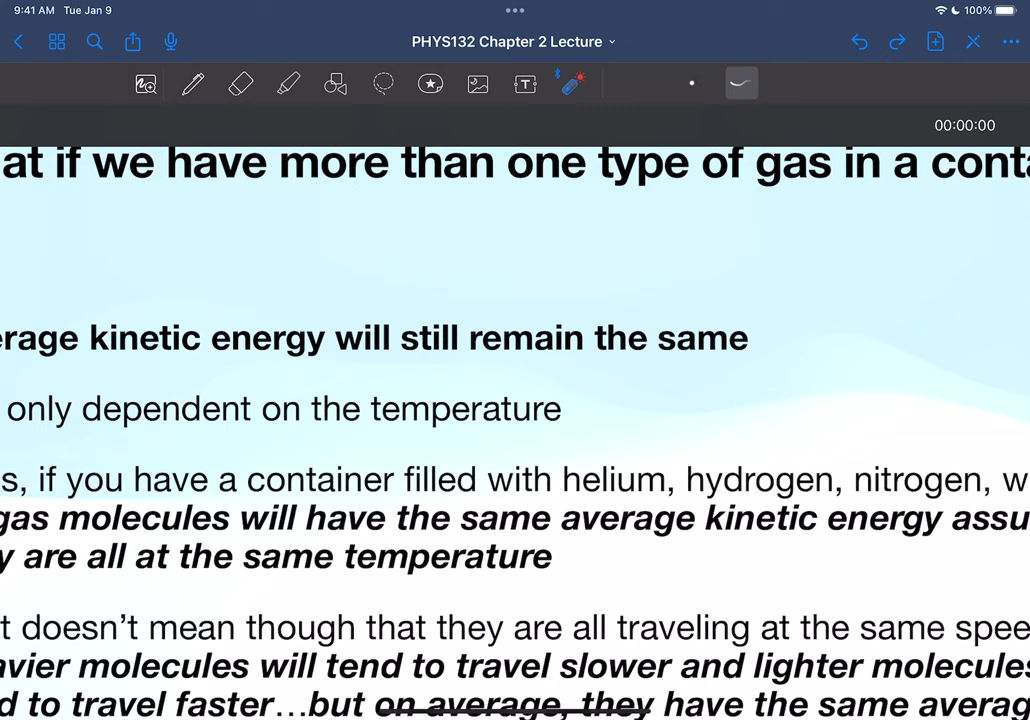 9:41 AM Tue Jan 9
100%
PHYS132 Chapter 2 Lecture
00:00:00
at if we have more than one type of gas in a conta
erage kinetic energy will still remain the same
only dependent on the temperature
s, if you have a container filled with helium, hydrogen, nitrogen, w
gas molecules will have the same average kinetic energy assu
y are all at the same temperature
t doesn't mean though that they are all traveling at the same spee
avier molecules will tend to travel slower and lighter molecules
d to travel faster…but on average, they have the same averag